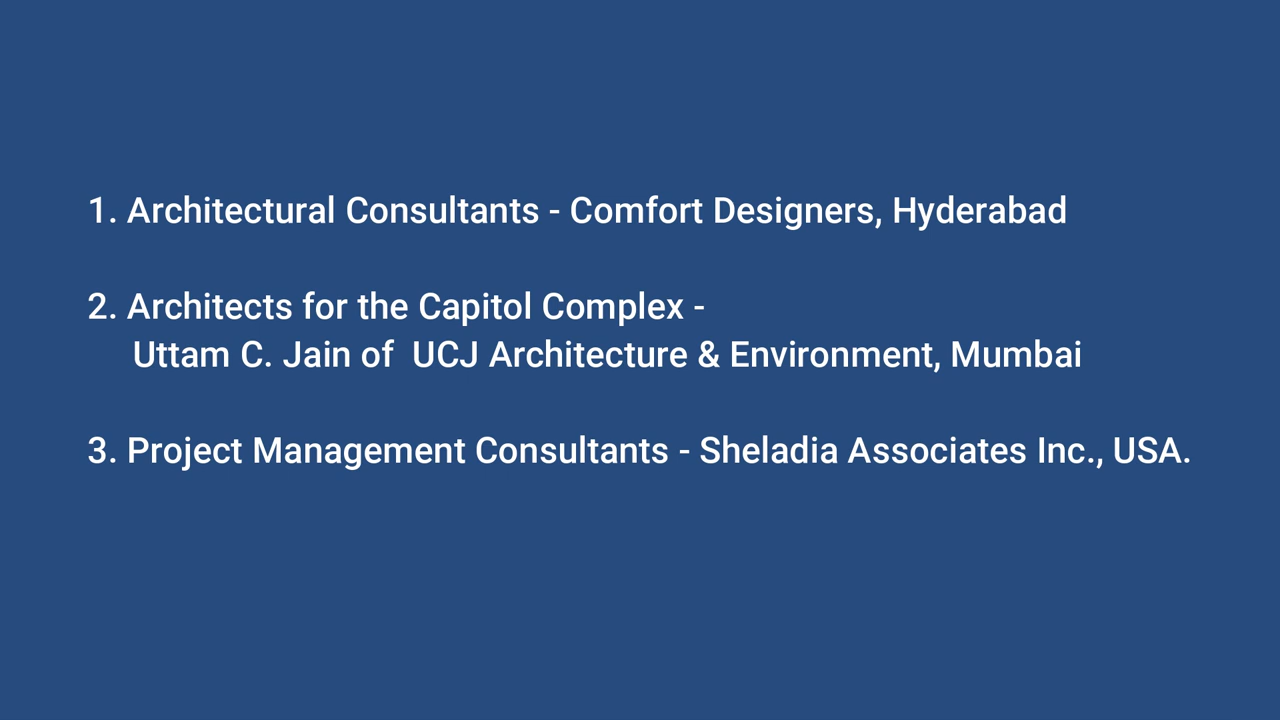 1. Architectural Consultants - Comfort Designers, Hyderabad
2. Architects for the Capitol Complex -
Uttam C. Jain of UCJ Architecture & Environment, Mumbai
3. Project Management Consultants - Sheladia Associates Inc., USA.